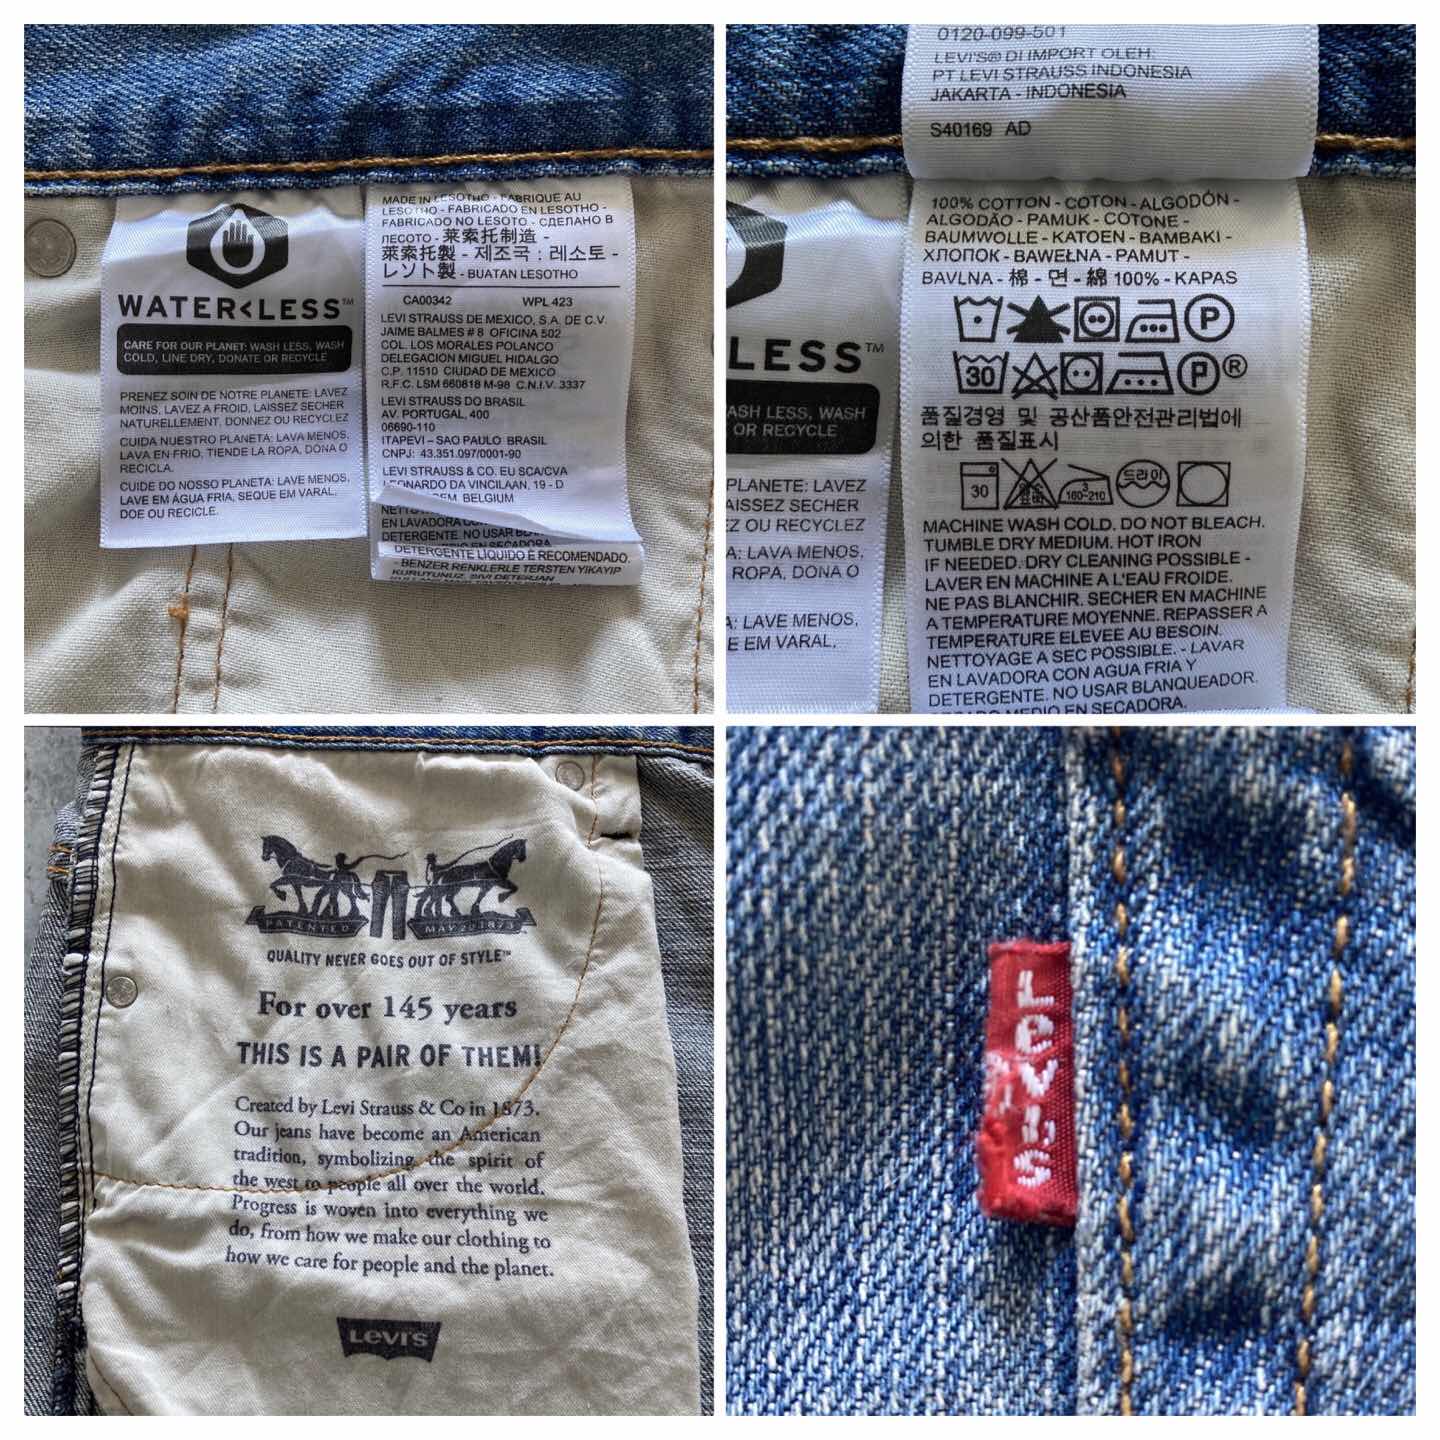 WATER<LESS™
CARE FOR OUR PLANET: WASH LESS, WASH
COLD, LINE DRY, DONATE OR RECYCLE
PRENEZ SOIN DE NOTRE PLANETE: LAVEZ
MOINS, LAVEZ A FROID, LAISSEZ SECHER
NATURELLEMENT, DONNEZ OU RECYCLEZ
CUIDA NUESTRO PLANETA: LAVA MENOS,
LAVA EN FRIO, TIENDE LA ROPA, DONA O
RECICLA.
CUIDE DO NOSSO PLANETA: LAVE MENOS,
LAVE EM ÁGUA FRIA, SEQUE EM VARAL,
DOE OU RECICLE.
MADE IN LESOTHO - FABRIQUE AU
LESOTHO - FABRICADO EN LESOTHO -
FABRICADO NO LESOTO - СДЕЛАНО В
ЛЕСОТО - 莱索托制造 -
萊索托製 - 제조국 : 레소토 -
レソト製 - BUATAN LESOTHO
CA00342 WPL 423
LEVI STRAUSS DE MEXICO, S.A. DE C.V.
JAIME BALMES # 8 OFICINA 502
COL. LOS MORALES POLANCO
DELEGACION MIGUEL HIDALGO
C.P. 11510 CIUDAD DE MEXICO
R.F.C. LSM 660818 M-98 C.N.I.V. 3337
LEVI STRAUSS DO BRASIL
AV. PORTUGAL, 400
06690-110
ITAPEVI – SAO PAULO BRASIL
CNPJ: 43.351.097/0001-90
LEVI STRAUSS & CO. EU SCA/CVA
LEONARDO DA VINCILAAN, 19 - D
BELGIUM
EN LAVADORA
DETERGENTE. NO USAR
EN SECADORA
DETERGENTE LÍQUIDO É RECOMENDADO.
- BENZER RENKLERLE TERSTEN YIKAYIP
KURUTUNUZ. SIVI DETERJAN
0120-099-501
LEVI'S® DI IMPORT OLEH:
PT LEVI STRAUSS INDONESIA
JAKARTA - INDONESIA
S40169 AD
100% COTTON - COTON - ALGODÓN -
ALGODÃO - PAMUK - COTONE -
BAUMWOLLE - KATOEN - BAMBAKI -
ХЛОПОК - BAWEŁNA - PAMUT -
BAVLNA - 棉 - 면 - 綿 100% - KAPAS
P
30 P®
품질경영 및 공산품안전관리법에
의한 품질표시
30 3 160~210 드라이
MACHINE WASH COLD. DO NOT BLEACH.
TUMBLE DRY MEDIUM. HOT IRON
IF NEEDED. DRY CLEANING POSSIBLE -
LAVER EN MACHINE A L'EAU FROIDE.
NE PAS BLANCHIR. SECHER EN MACHINE
A TEMPERATURE MOYENNE. REPASSER A
TEMPERATURE ELEVEE AU BESOIN.
NETTOYAGE A SEC POSSIBLE. - LAVAR
EN LAVADORA CON AGUA FRIA Y
DETERGENTE. NO USAR BLANQUEADOR.
MEDIO EN SECADORA.
LESS™
ASH LESS, WASH
OR RECYCLE
PLANETE: LAVEZ
AISSEZ SECHER
Z OU RECYCLEZ
A: LAVA MENOS,
ROPA, DONA O
A: LAVE MENOS,
E EM VARAL,
PATENTED MAY 20 1873
QUALITY NEVER GOES OUT OF STYLE™
For over 145 years
THIS IS A PAIR OF THEM!
Created by Levi Strauss & Co in 1873.
Our jeans have become an American
tradition, symbolizing the spirit of
the west to people all over the world.
Progress is woven into everything we
do, from how we make our clothing to
how we care for people and the planet.
LEVI'S
LeVI'S